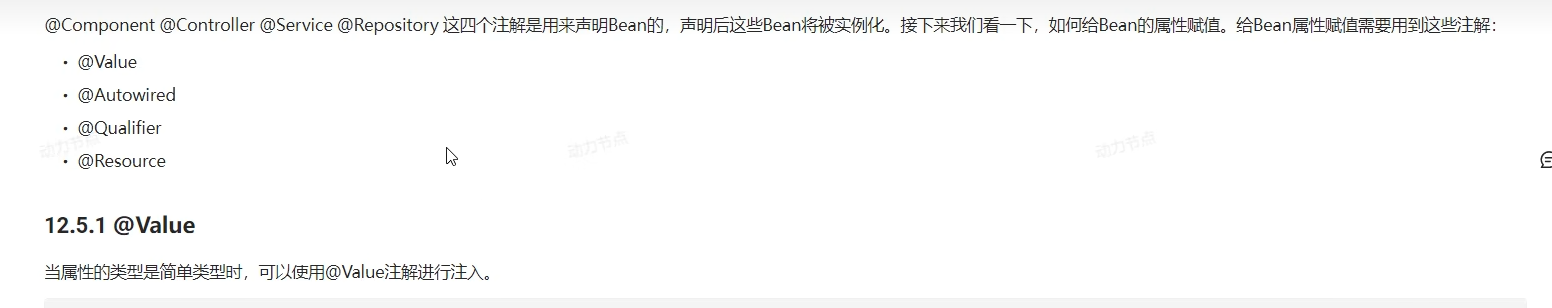 @Component @Controller @Service @Repository 这四个注解是用来声明Bean的，声明后这些Bean将被实例化。接下来我们看一下，如何给Bean的属性赋值。给Bean属性赋值需要用到这些注解：
• @Value
• @Autowired
• @Qualifier
• @Resource
动力节点 动力节点 动力节点
12.5.1 @Value
当属性的类型是简单类型时，可以使用@Value注解进行注入。